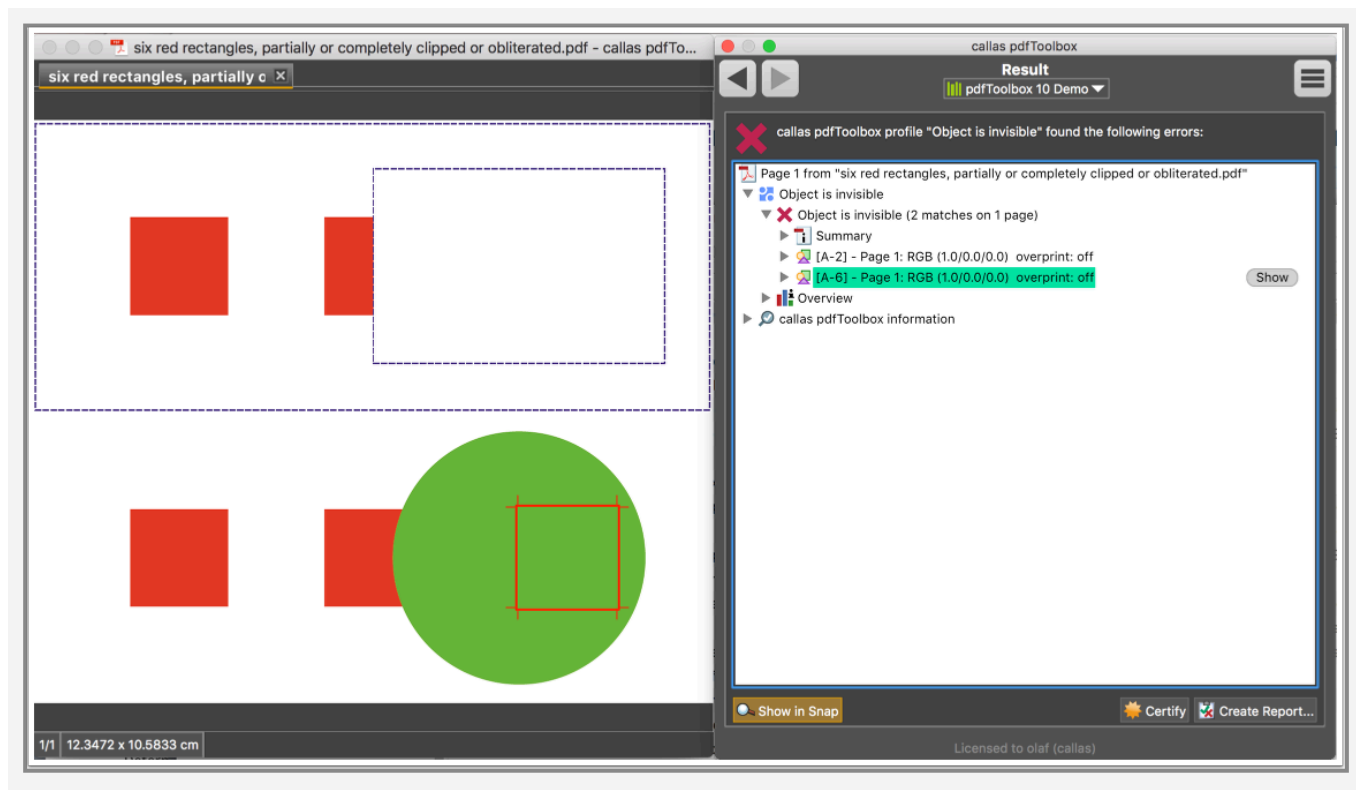 six red rectangles, partially or completely clipped or obliterated.pdf - callas pdfTo...
six red rectangles, partially c
1/1 12.3472 x 10.5833 cm
callas pdfToolbox
Result
pdfToolbox 10 Demo
callas pdfToolbox profile "Object is invisible" found the following errors:
Page 1 from "six red rectangles, partially or completely clipped or obliterated.pdf"
Object is invisible
Object is invisible (2 matches on 1 page)
Summary
[A-2] - Page 1: RGB (1.0/0.0/0.0) overprint: off
[A-6] - Page 1: RGB (1.0/0.0/0.0) overprint: off Show
Overview
callas pdfToolbox information
Show in Snap Certify Create Report...
Licensed to olaf (callas)